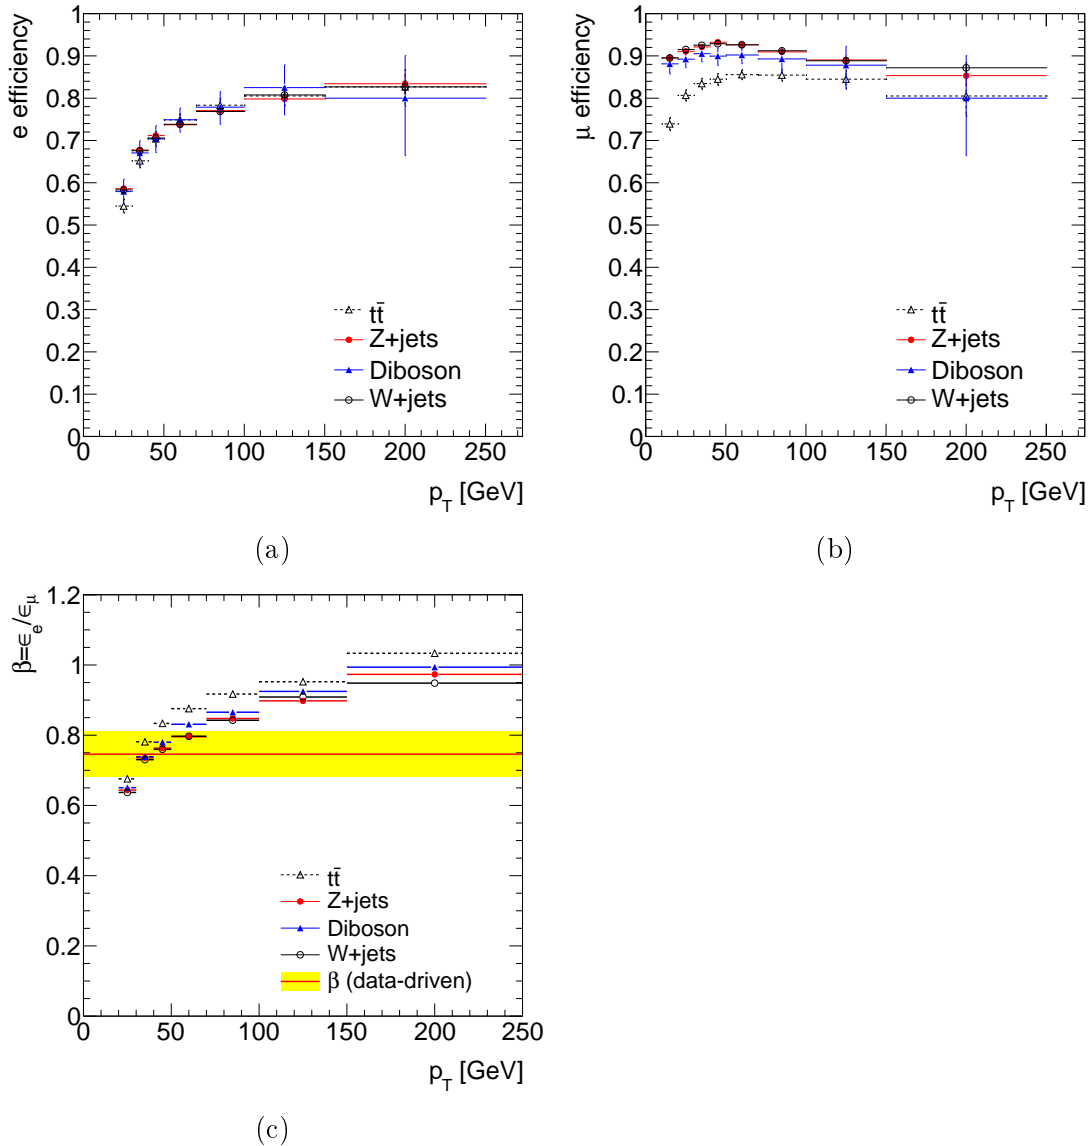 e efficiency
1
0.9
0.8
0.7
0.6
0.5
0.4
0.3
0.2
0.1
0
tt̄
Z+jets
Diboson
W+jets
0 50 100 150 200 250
p_T [GeV]
(a)
μ efficiency
1
0.9
0.8
0.7
0.6
0.5
0.4
0.3
0.2
0.1
0
tt̄
Z+jets
Diboson
W+jets
0 50 100 150 200 250
p_T [GeV]
(b)
β=ϵ_e/ϵ_μ
1.2
1
0.8
0.6
0.4
0.2
0
tt̄
Z+jets
Diboson
W+jets
β (data-driven)
0 50 100 150 200 250
p_T [GeV]
(c)